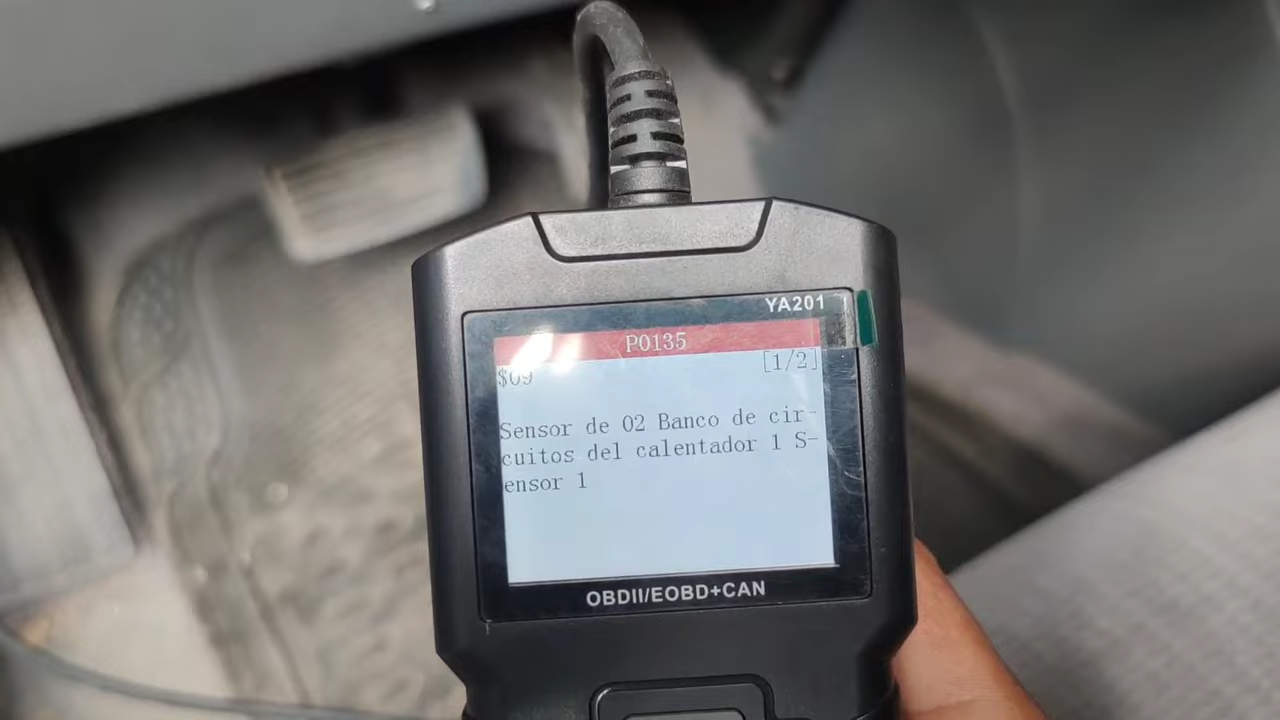 YA201
P0135
$09 [1/2]
Sensor de O2 Banco de cir-
cuitos del calentador 1 S-
ensor 1
OBDII/EOBD+CAN